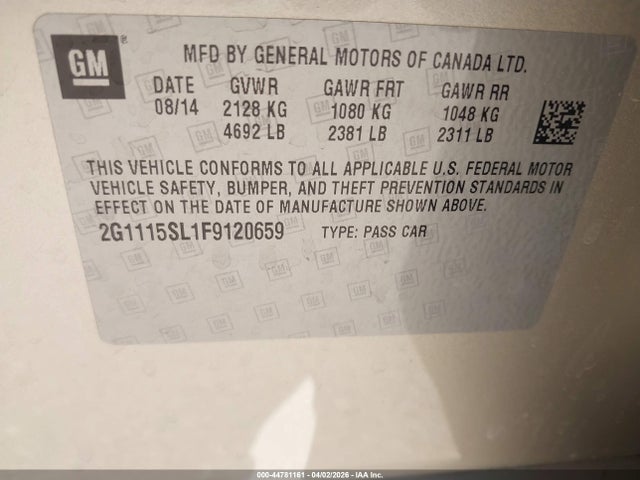 GM
MFD BY GENERAL MOTORS OF CANADA LTD.
DATE GVWR GAWR FRT GAWR RR
08/14 2128 KG 1080 KG 1048 KG
4692 LB 2381 LB 2311 LB
THIS VEHICLE CONFORMS TO ALL APPLICABLE U.S. FEDERAL MOTOR
VEHICLE SAFETY, BUMPER, AND THEFT PREVENTION STANDARDS IN
EFFECT ON THE DATE OF MANUFACTURE SHOWN ABOVE.
2G1115SL1F9120659 TYPE: PASS CAR
000-44781161 - 04/02/2026 - IAA Inc.